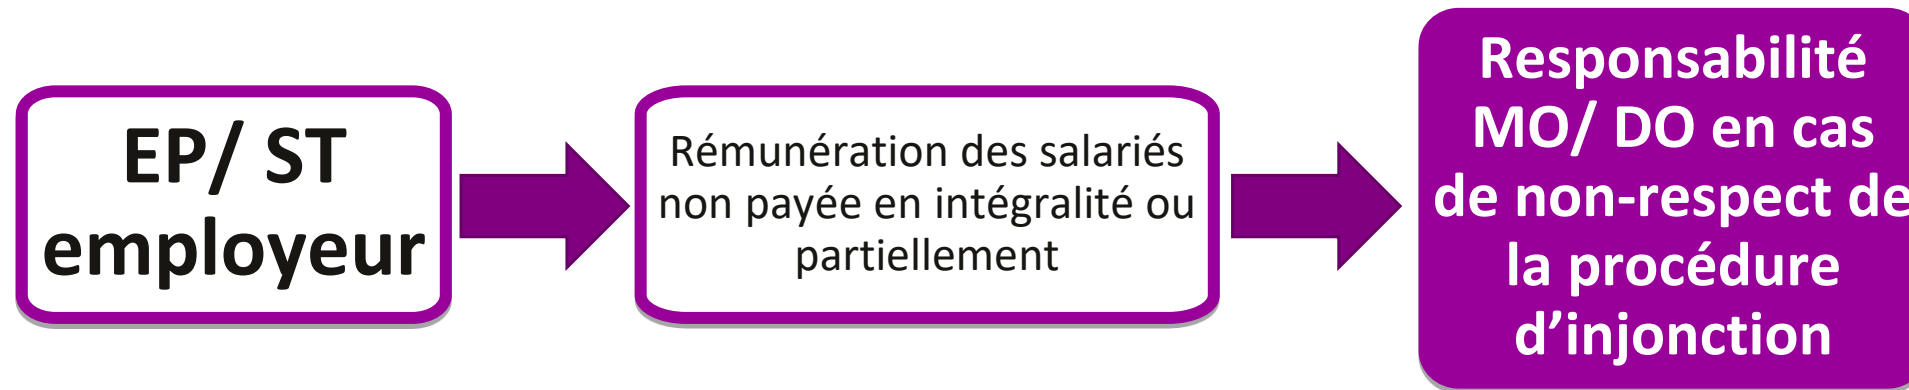 EP/ ST
employeur
Rémunération des salariés
non payée en intégralité ou
partiellement
Responsabilité
MO/ DO en cas
de non-respect de
la procédure
d’injonction